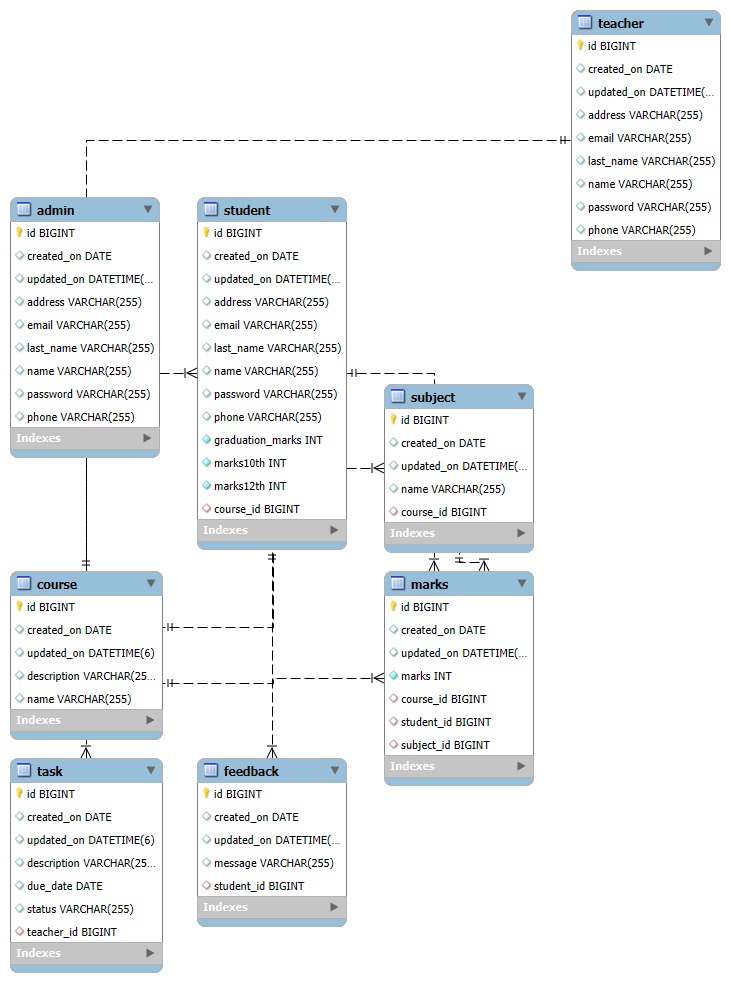 teacher
id BIGINT
created_on DATE
updated_on DATETIME(...
address VARCHAR(255)
email VARCHAR(255)
last_name VARCHAR(255)
name VARCHAR(255)
password VARCHAR(255)
phone VARCHAR(255)
Indexes
admin
id BIGINT
created_on DATE
updated_on DATETIME(...
address VARCHAR(255)
email VARCHAR(255)
last_name VARCHAR(255)
name VARCHAR(255)
password VARCHAR(255)
phone VARCHAR(255)
Indexes
student
id BIGINT
created_on DATE
updated_on DATETIME(...
address VARCHAR(255)
email VARCHAR(255)
last_name VARCHAR(255)
name VARCHAR(255)
password VARCHAR(255)
phone VARCHAR(255)
graduation_marks INT
marks10th INT
marks12th INT
course_id BIGINT
Indexes
subject
id BIGINT
created_on DATE
updated_on DATETIME(...
name VARCHAR(255)
course_id BIGINT
Indexes
course
id BIGINT
created_on DATE
updated_on DATETIME(6)
description VARCHAR(25...
name VARCHAR(255)
Indexes
marks
id BIGINT
created_on DATE
updated_on DATETIME(...
marks INT
course_id BIGINT
student_id BIGINT
subject_id BIGINT
Indexes
task
id BIGINT
created_on DATE
updated_on DATETIME(6)
description VARCHAR(25...
due_date DATE
status VARCHAR(255)
teacher_id BIGINT
Indexes
feedback
id BIGINT
created_on DATE
updated_on DATETIME(...
message VARCHAR(255)
student_id BIGINT
Indexes